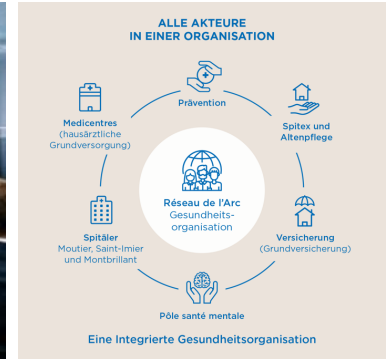 ALLE AKTEURE
IN EINER ORGANISATION
Prävention
Medicentres
(hausärztliche
Grundversorgung)
Spitex und
Altenpflege
Réseau de l'Arc
Gesundheits-
organisation
Spitäler
Moutier, Saint-Imier
und Montbrillant
Versicherung
(Grundversicherung)
Pôle santé mentale
Eine Integrierte Gesundheitsorganisation